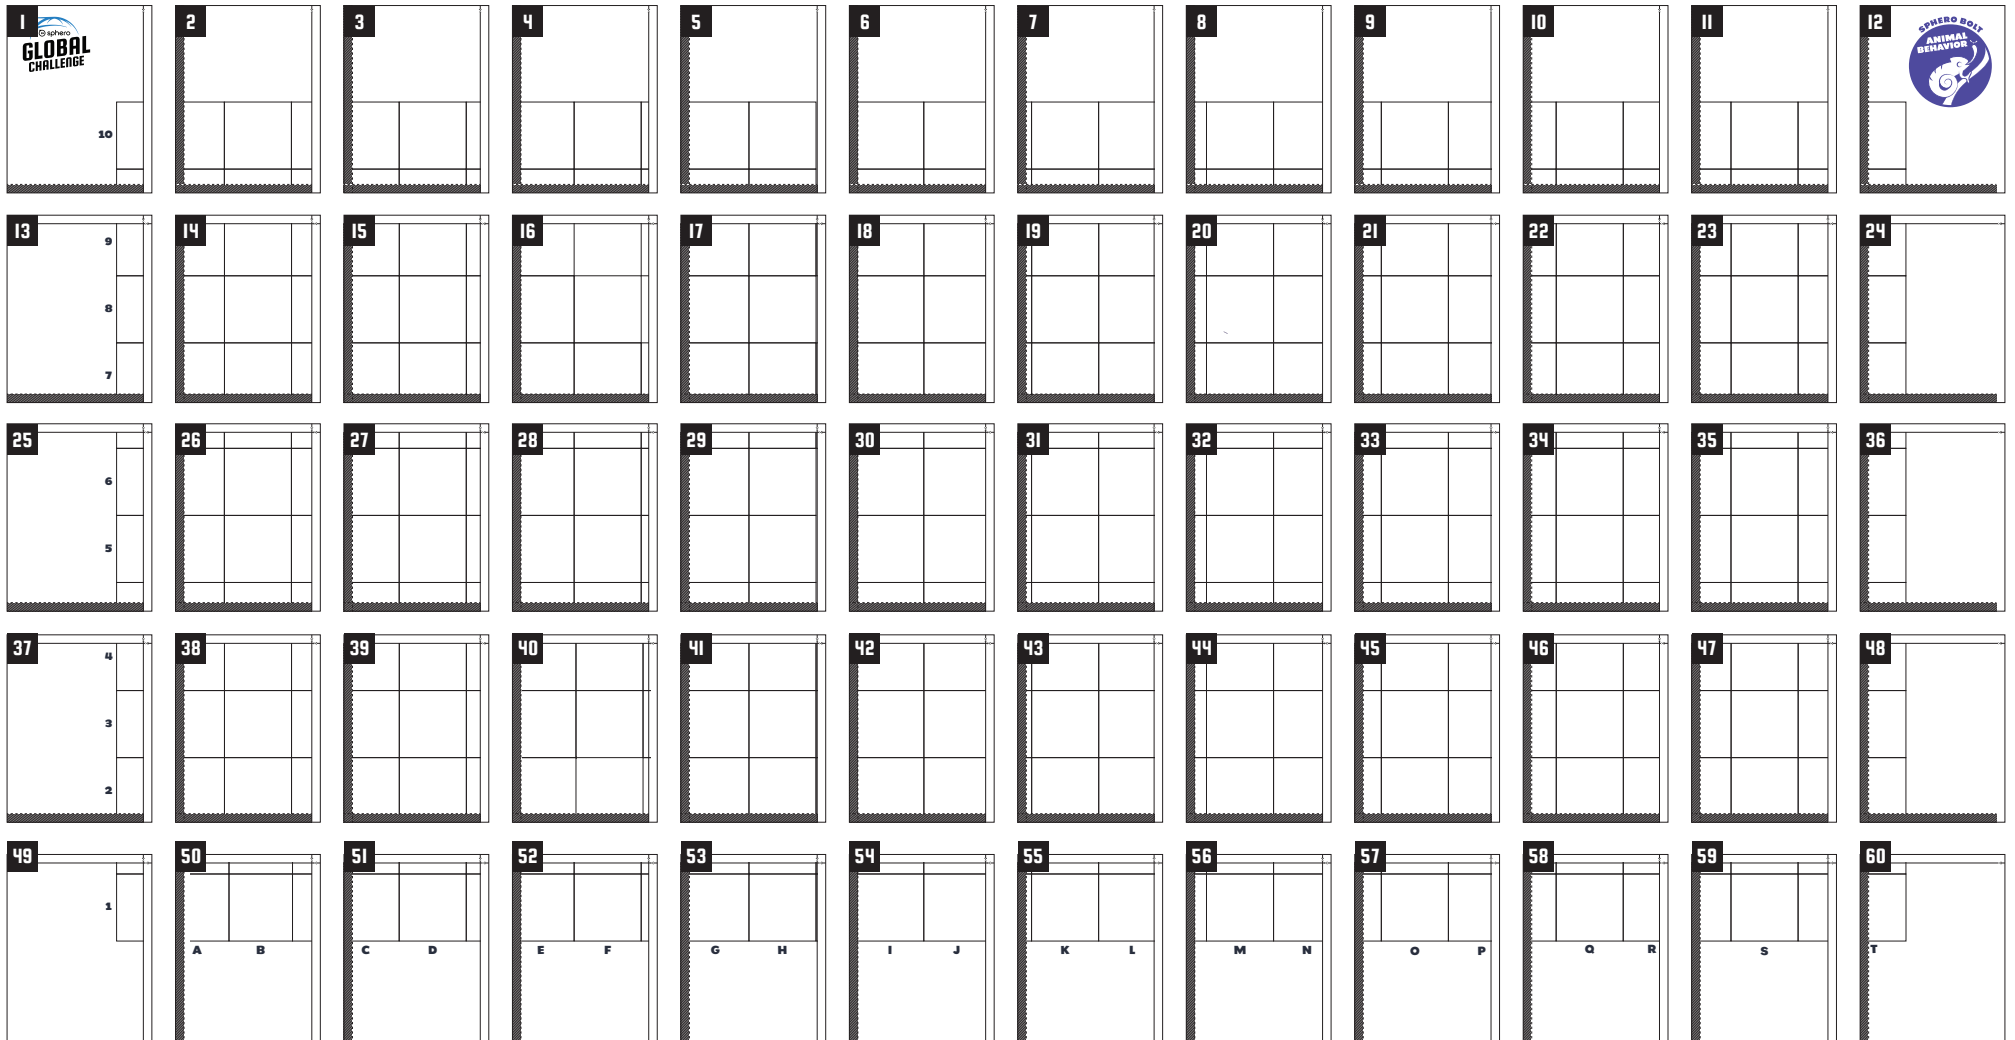 1 2 3 4 5 6 7 8 9 10 11 12
sphero
GLOBAL
CHALLENGE
SPHERO BOLT
ANIMAL
BEHAVIOR
10
13 14 15 16 17 18 19 20 21 22 23 24
9
8
7
25 26 27 28 29 30 31 32 33 34 35 36
6
5
37 38 39 40 41 42 43 44 45 46 47 48
4
3
2
49 50 51 52 53 54 55 56 57 58 59 60
1
A B C D E F G H I J K L M N O P Q R S T